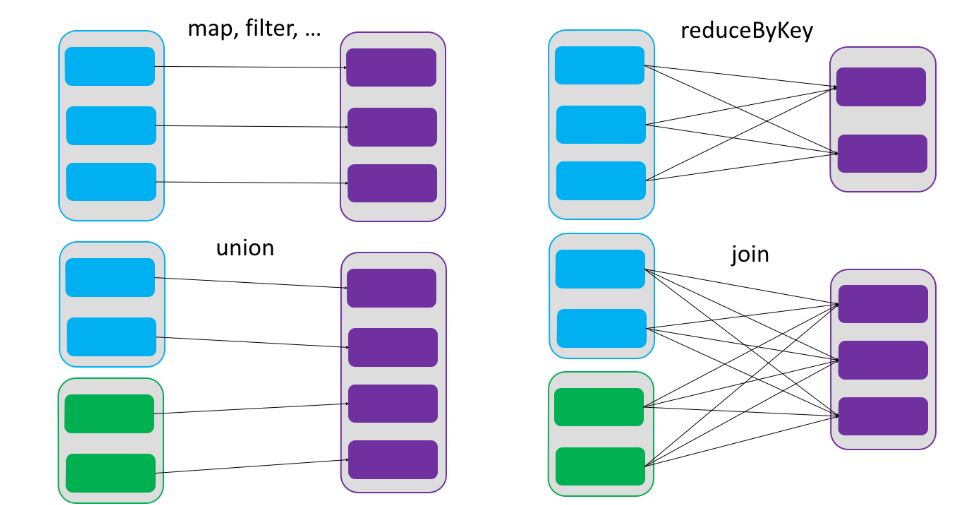 map, filter, ...
reduceByKey
union
join